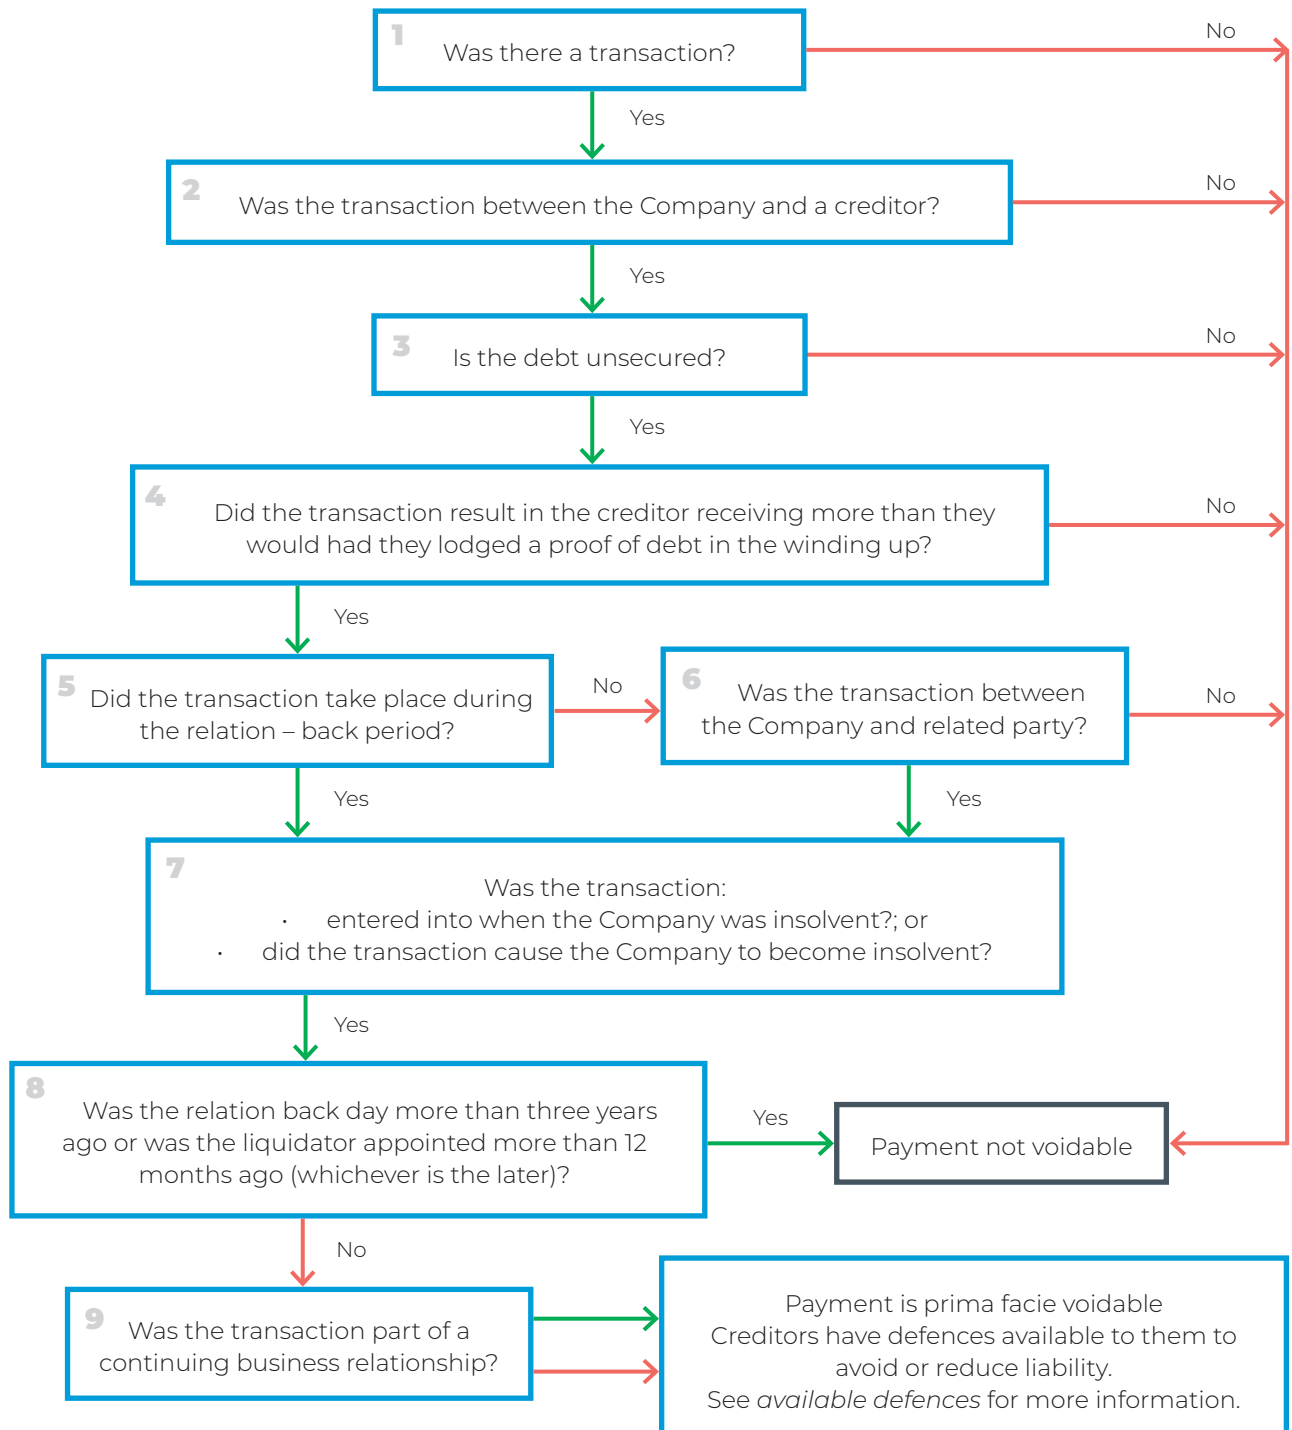 1
Was there a transaction?
No
Yes
2
Was the transaction between the Company and a creditor?
No
Yes
3
Is the debt unsecured?
No
Yes
4
Did the transaction result in the creditor receiving more than they
would had they lodged a proof of debt in the winding up?
No
Yes
5
Did the transaction take place during
the relation – back period?
No
6
Was the transaction between
the Company and related party?
No
Yes
Yes
7
Was the transaction:
· entered into when the Company was insolvent?; or
· did the transaction cause the Company to become insolvent?
Yes
8
Was the relation back day more than three years
ago or was the liquidator appointed more than 12
months ago (whichever is the later)?
Yes
Payment not voidable
No
9
Was the transaction part of a
continuing business relationship?
Payment is prima facie voidable
Creditors have defences available to them to
avoid or reduce liability.
See available defences for more information.